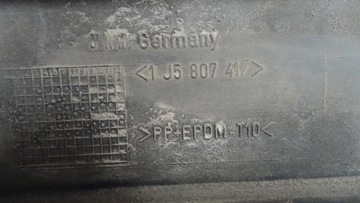 Germany
<1 J5 807 417>
>PP+EPDM-T10<